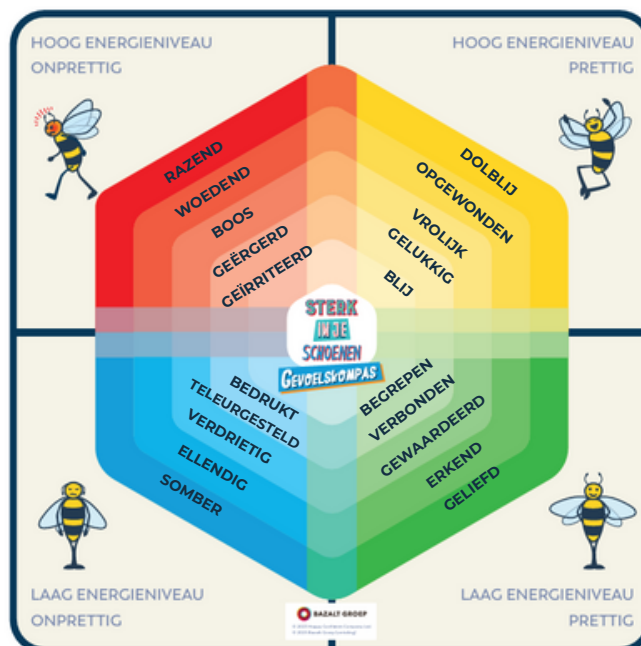 HOOG ENERGIENIVEAU
ONPRETTIG
HOOG ENERGIENIVEAU
PRETTIG
RAZEND
WOEDEND
BOOS
GEËRGERD
GEÏRRITEERD
DOLBLIJ
OPGEWONDEN
VROLIJK
GELUKKIG
BLIJ
STERK
IN JE
SCHOENEN
GEVOELSKOMPAS
BEDRUKT
TELEURGESTELD
VERDRIETIG
ELLENDIG
SOMBER
BEGREPEN
VERBONDEN
GEWAARDEERD
ERKEND
GELIEFD
LAAG ENERGIENIVEAU
ONPRETTIG
LAAG ENERGIENIVEAU
PRETTIG
BAZALT GROEP